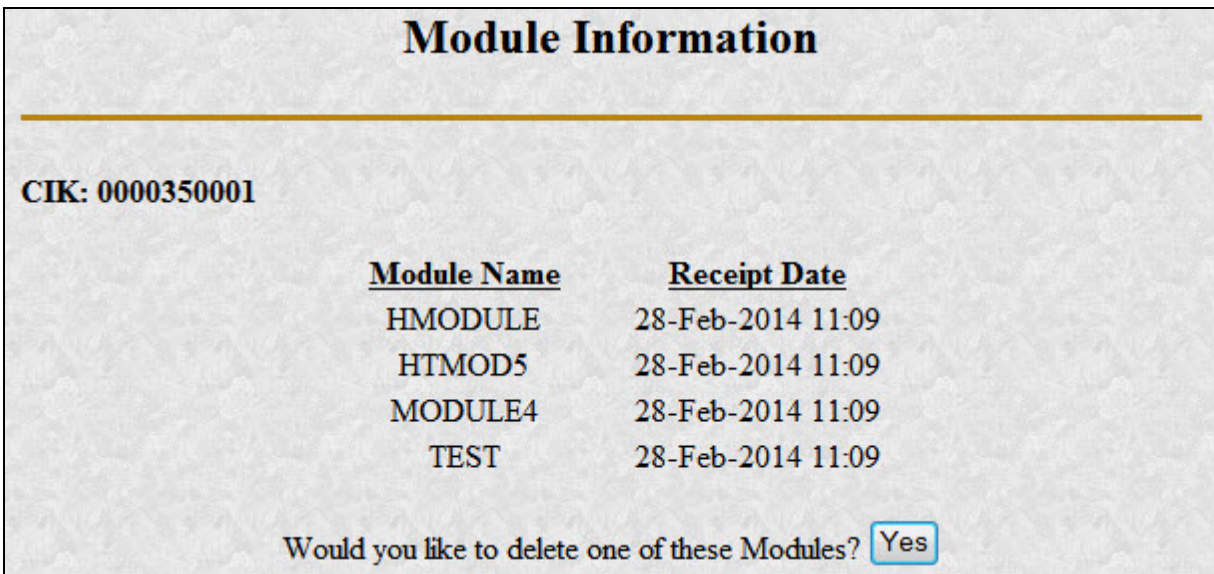 Module Information
CIK: 0000350001
Module Name Receipt Date
HMODULE 28-Feb-2014 11:09
HTMOD5 28-Feb-2014 11:09
MODULE4 28-Feb-2014 11:09
TEST 28-Feb-2014 11:09
Would you like to delete one of these Modules? Yes